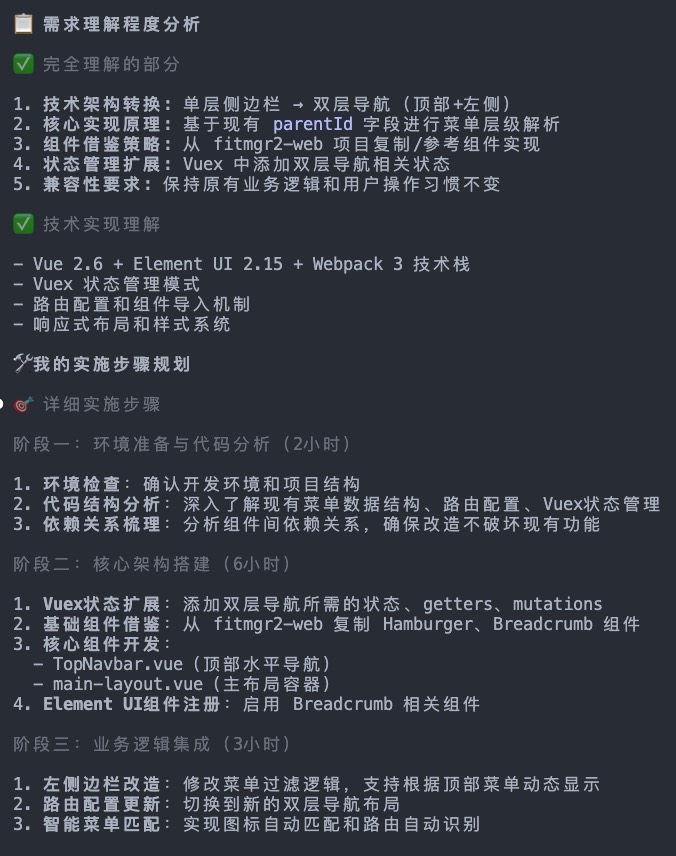 📋 需求理解程度分析
✅ 完全理解的部分
1. 技术架构转换: 单层侧边栏 → 双层导航 (顶部+左侧)
2. 核心实现原理: 基于现有 parentId 字段进行菜单层级解析
3. 组件借鉴策略: 从 fitmgr2-web 项目复制/参考组件实现
4. 状态管理扩展: Vuex 中添加双层导航相关状态
5. 兼容性要求: 保持原有业务逻辑和用户操作习惯不变
✅ 技术实现理解
- Vue 2.6 + Element UI 2.15 + Webpack 3 技术栈
- Vuex 状态管理模式
- 路由配置和组件导入机制
- 响应式布局和样式系统
🛠️我的实施步骤规划
🎯 详细实施步骤
阶段一: 环境准备与代码分析 (2小时)
1. 环境检查: 确认开发环境和项目结构
2. 代码结构分析: 深入了解现有菜单数据结构、路由配置、Vuex状态管理
3. 依赖关系梳理: 分析组件间依赖关系, 确保改造不破坏现有功能
阶段二: 核心架构搭建 (6小时)
1. Vuex状态扩展: 添加双层导航所需的状态、getters、mutations
2. 基础组件借鉴: 从 fitmgr2-web 复制 Hamburger、Breadcrumb 组件
3. 核心组件开发:
- TopNavbar.vue (顶部水平导航)
- main-layout.vue (主布局容器)
4. Element UI组件注册: 启用 Breadcrumb 相关组件
阶段三: 业务逻辑集成 (3小时)
1. 左侧边栏改造: 修改菜单过滤逻辑, 支持根据顶部菜单动态显示
2. 路由配置更新: 切换到新的双层导航布局
3. 智能菜单匹配: 实现图标自动匹配和路由自动识别